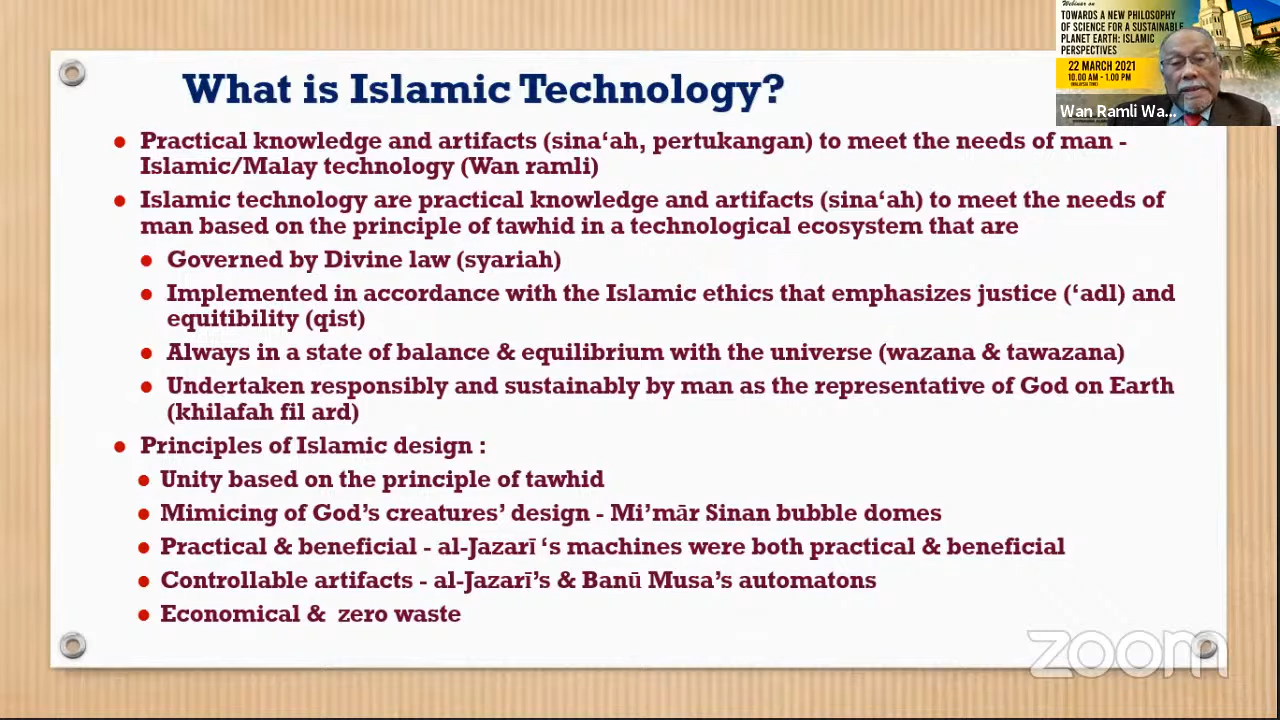 Webinar on
TOWARDS A NEW PHILOSOPHY
OF SCIENCE FOR A SUSTAINABLE
PLANET EARTH: ISLAMIC
PERSPECTIVES
22 MARCH 2021
10.00 AM - 1.00 PM
(MALAYSIA TIME)
Wan Ramli Wa...
What is Islamic Technology?
• Practical knowledge and artifacts (sina‘ah, pertukangan) to meet the needs of man -
Islamic/Malay technology (Wan ramli)
• Islamic technology are practical knowledge and artifacts (sina‘ah) to meet the needs of
man based on the principle of tawhid in a technological ecosystem that are
• Governed by Divine law (syariah)
• Implemented in accordance with the Islamic ethics that emphasizes justice (‘adl) and
equitibility (qist)
• Always in a state of balance & equilibrium with the universe (wazana & tawazana)
• Undertaken responsibly and sustainably by man as the representative of God on Earth
(khilafah fil ard)
• Principles of Islamic design :
• Unity based on the principle of tawhid
• Mimicing of God’s creatures’ design - Mi’mār Sinan bubble domes
• Practical & beneficial - al-Jazarī ‘s machines were both practical & beneficial
• Controllable artifacts - al-Jazarī’s & Banū Musa’s automatons
• Economical & zero waste
zoom